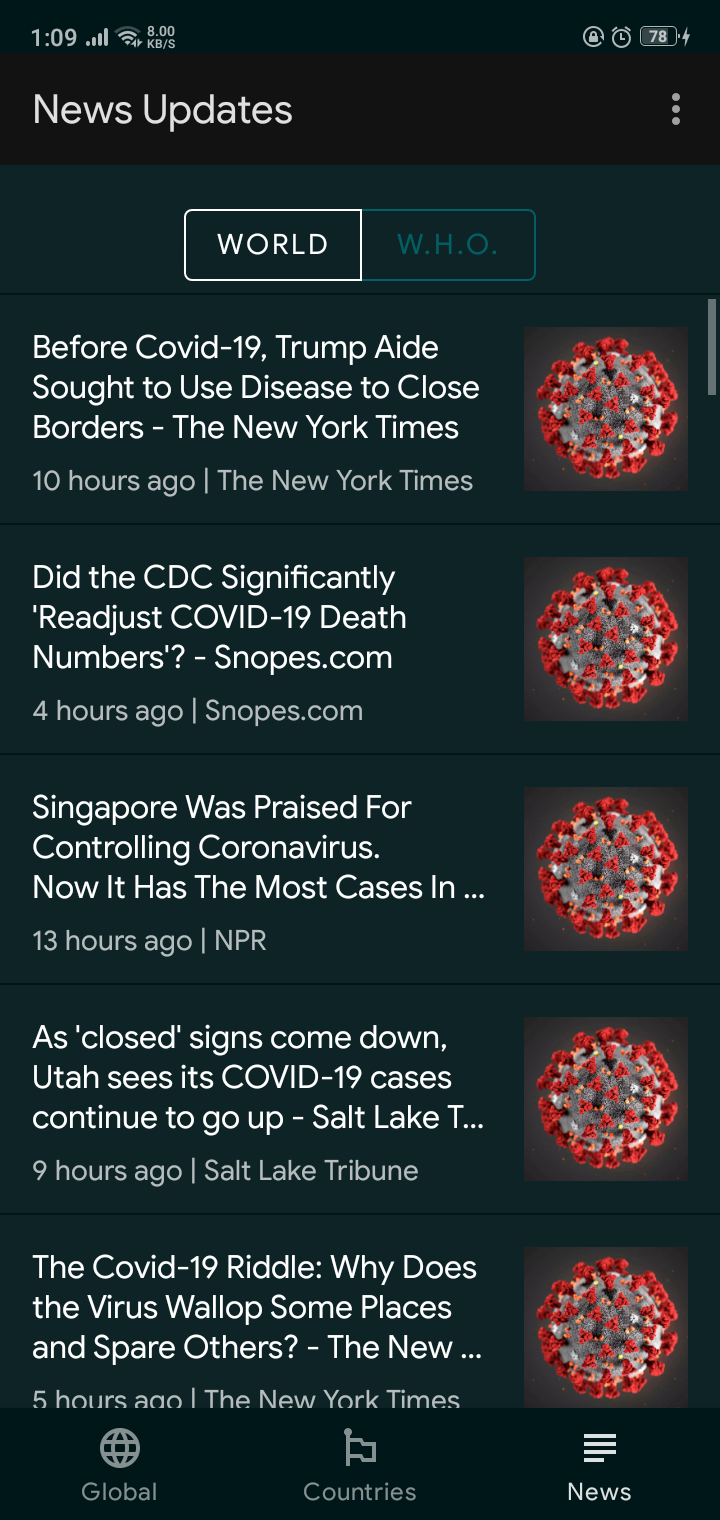 1:09 8.00 KB/S 78
News Updates
WORLD W.H.O.
Before Covid-19, Trump Aide
Sought to Use Disease to Close
Borders - The New York Times
10 hours ago | The New York Times
Did the CDC Significantly
'Readjust COVID-19 Death
Numbers'? - Snopes.com
4 hours ago | Snopes.com
Singapore Was Praised For
Controlling Coronavirus.
Now It Has The Most Cases In ...
13 hours ago | NPR
As 'closed' signs come down,
Utah sees its COVID-19 cases
continue to go up - Salt Lake T...
9 hours ago | Salt Lake Tribune
The Covid-19 Riddle: Why Does
the Virus Wallop Some Places
and Spare Others? - The New ...
5 hours ago | The New York Times
Global Countries News